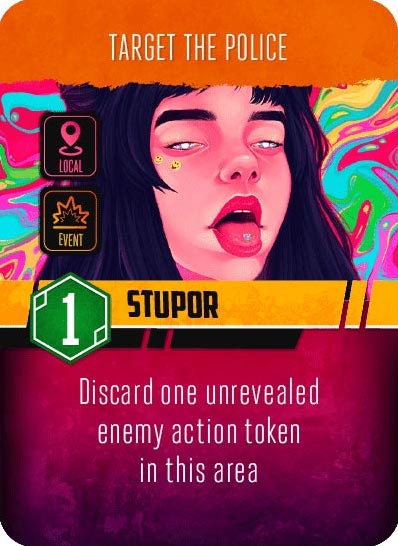 TARGET THE POLICE
LOCAL
EVENT
1 STUPOR
Discard one unrevealed
enemy action token
in this area